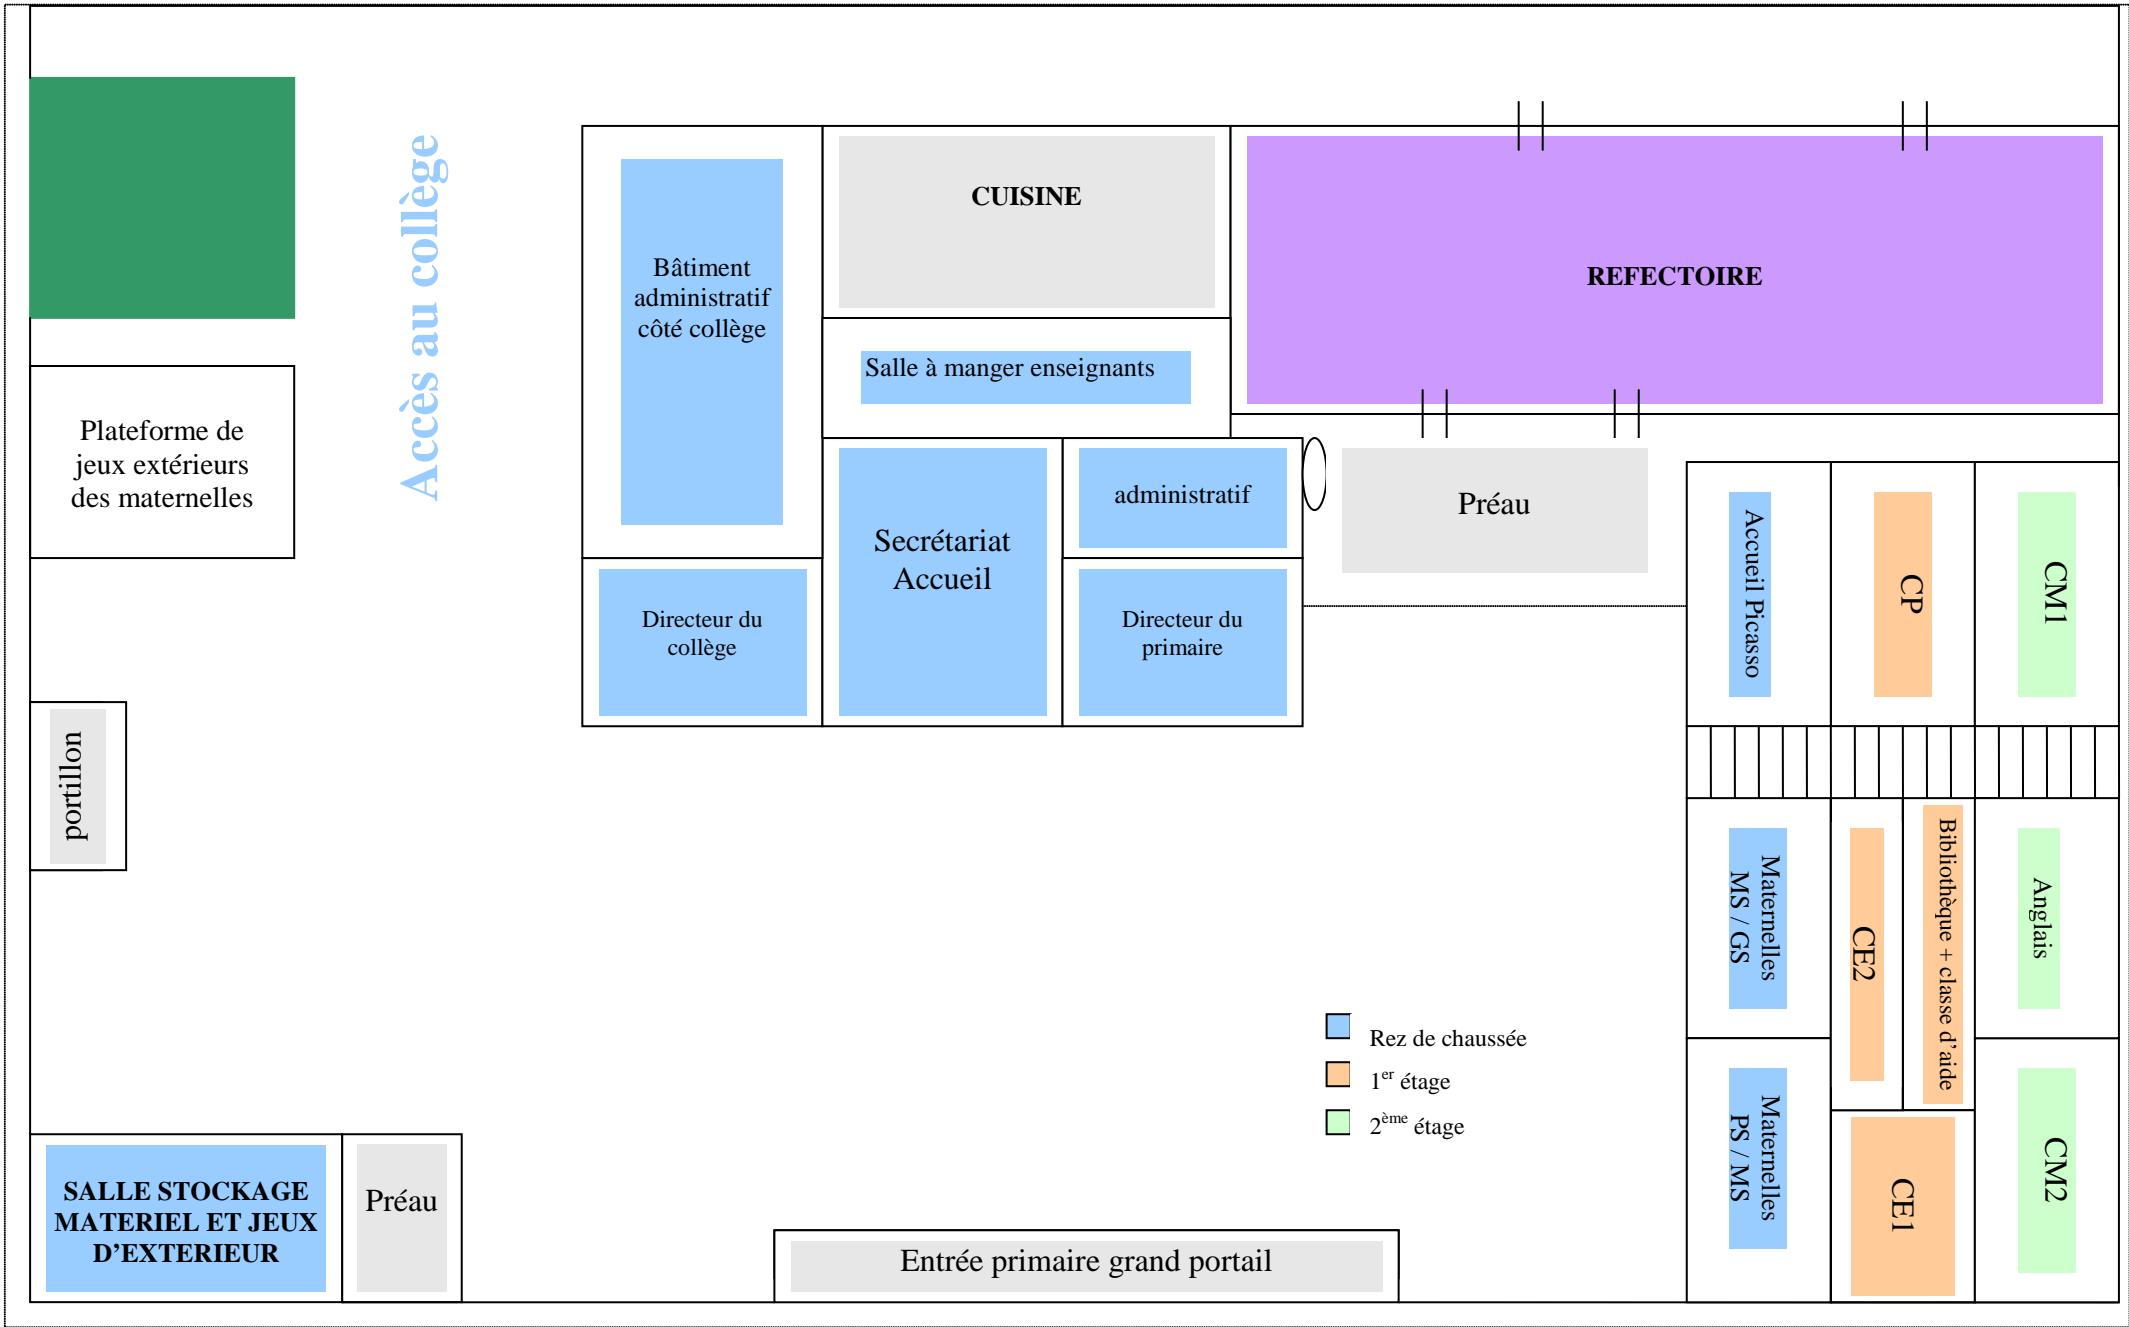 Accès au collège
Bâtiment
administratif
côté collège
CUISINE
REFECTOIRE
Salle à manger enseignants
Plateforme de
jeux extérieurs
des maternelles
Secrétariat
Accueil
administratif
Préau
Directeur du
collège
Directeur du
primaire
Accueil Picasso
CP
CM1
portillon
Maternelles
MS / GS
CE2
Bibliothèque + classe d’aide
Anglais
Rez de chaussée
1er étage
2ème étage
Maternelles
PS / MS
CE1
CM2
SALLE STOCKAGE
MATERIEL ET JEUX
D’EXTERIEUR
Préau
Entrée primaire grand portail